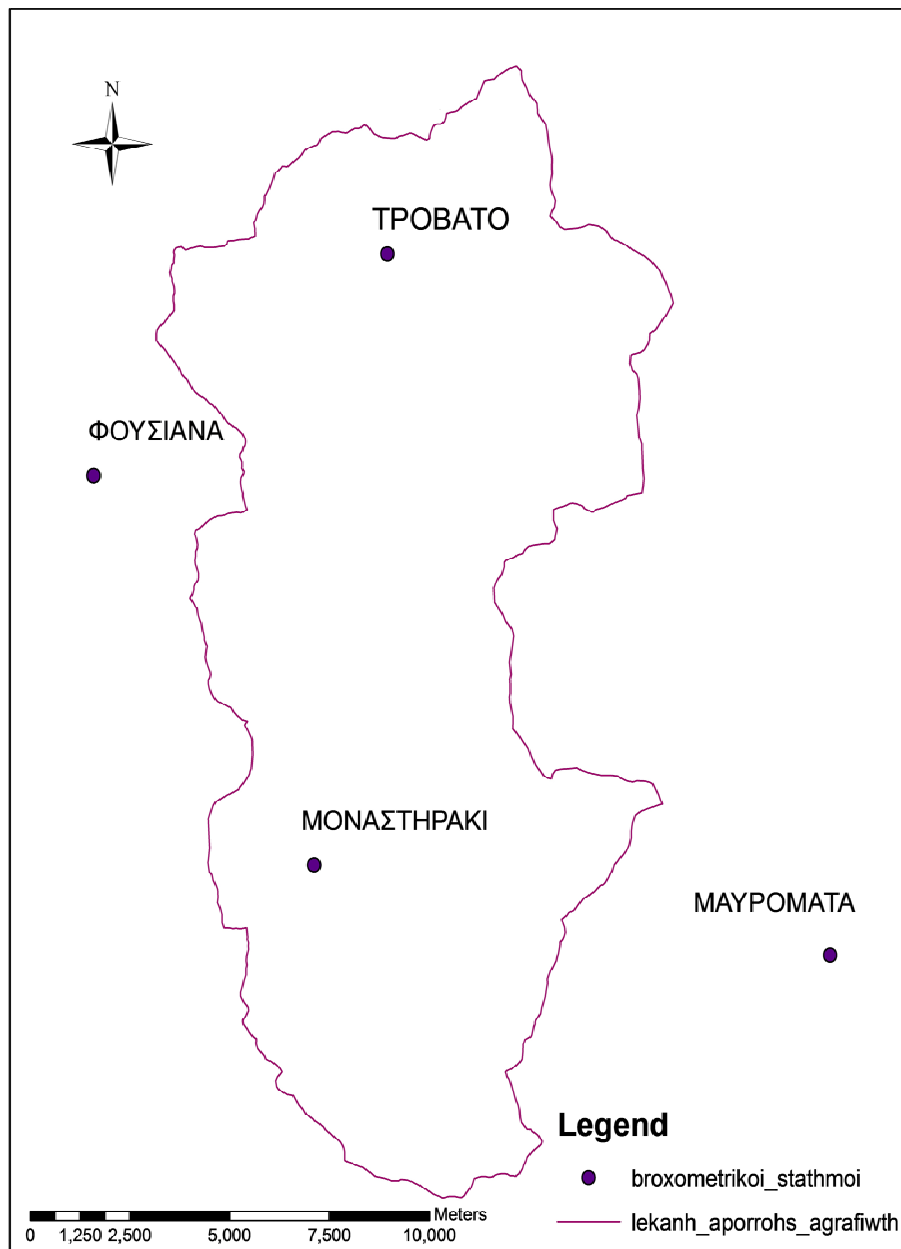 N
ΤΡΟΒΑΤΟ
ΦΟΥΣΙΑΝΑ
ΜΟΝΑΣΤΗΡΑΚΙ
ΜΑΥΡΟΜΑΤΑ
Legend
broxometrikoi_stathmoi
lekanh_aporrohs_agrafiwth
Meters
0 1,250 2,500 5,000 7,500 10,000